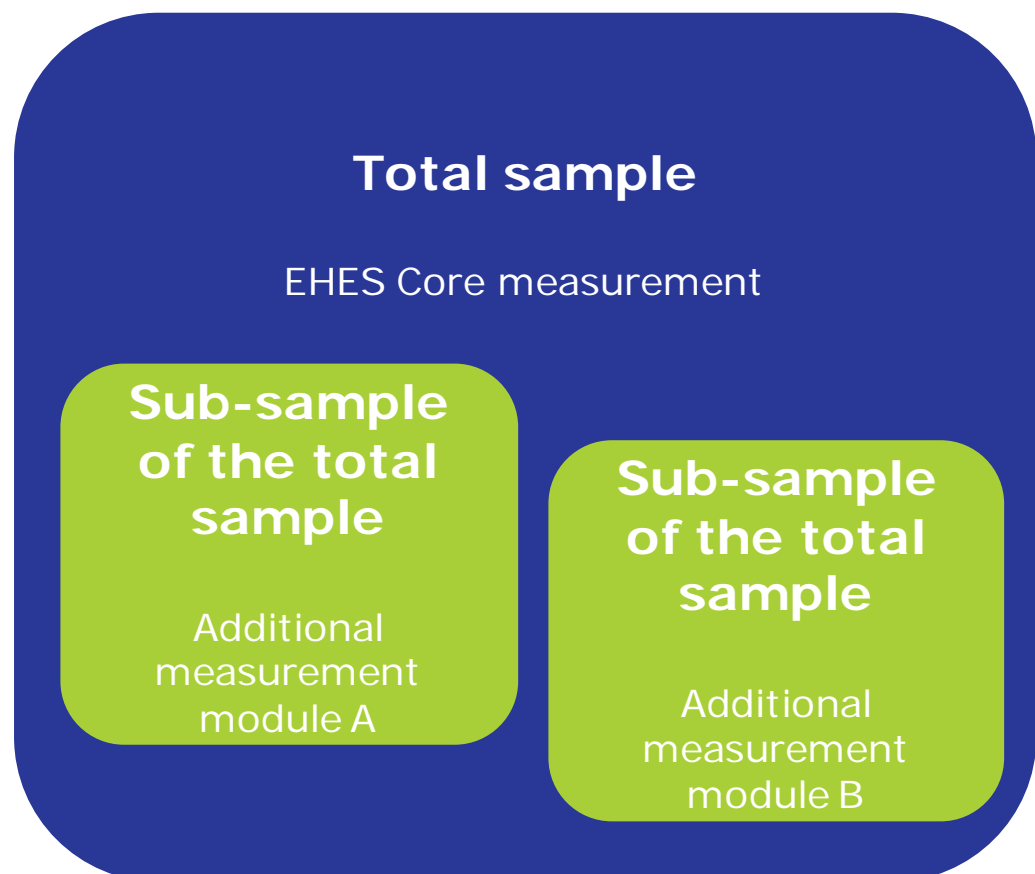 Total sample
EHES Core measurement
Sub-sample
of the total
sample
Additional
measurement
module A
Sub-sample
of the total
sample
Additional
measurement
module B